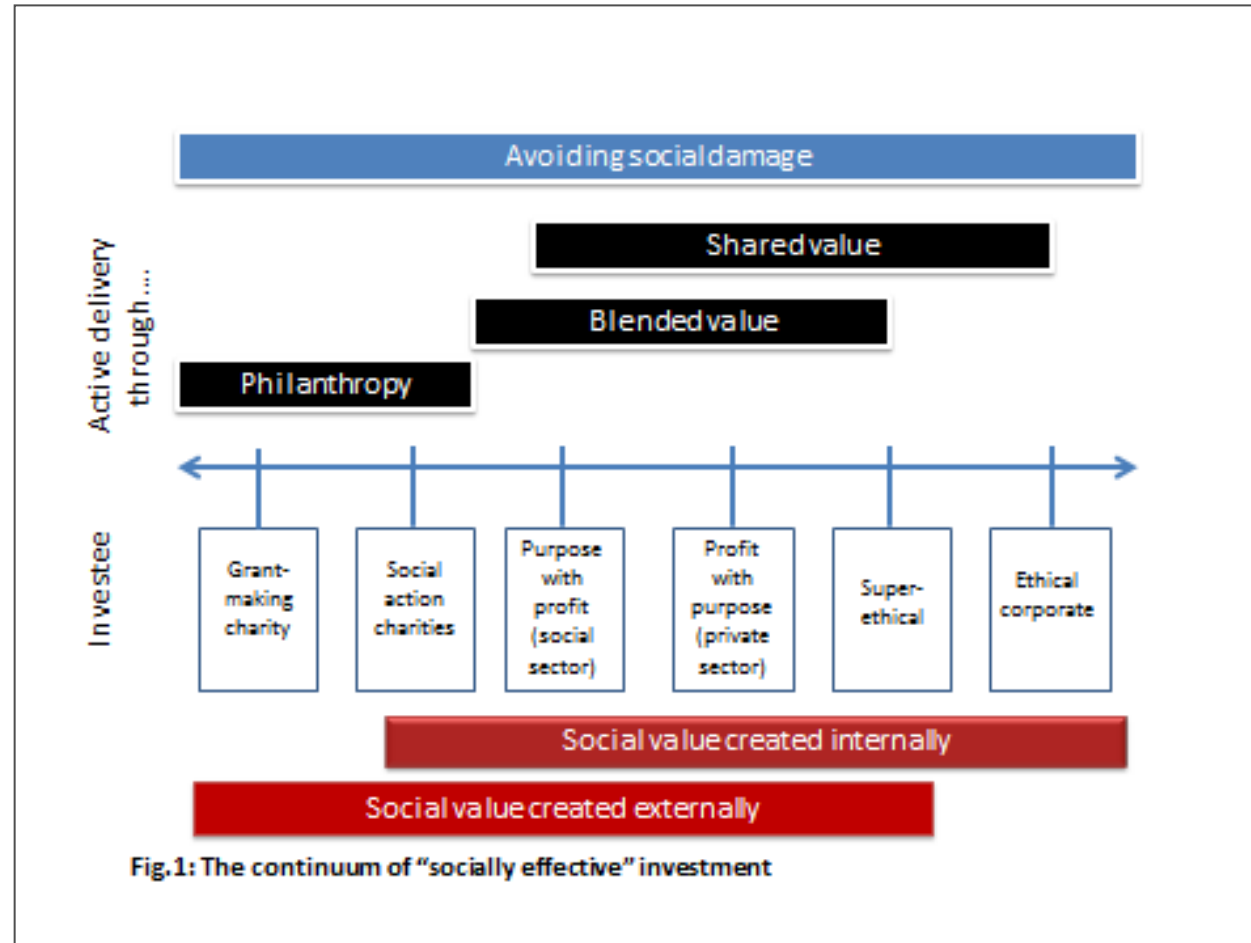 Avoiding social damage
Active delivery
through....
Shared value
Blended value
Philanthropy
Investee
Grant-
making
charity
Social
action
charities
Purpose
with
profit
(social
sector)
Profit
with
purpose
(private
sector)
Super-
ethical
Ethical
corporate
Social value created internally
Social value created externally
Fig.1: The continuum of “socially effective” investment